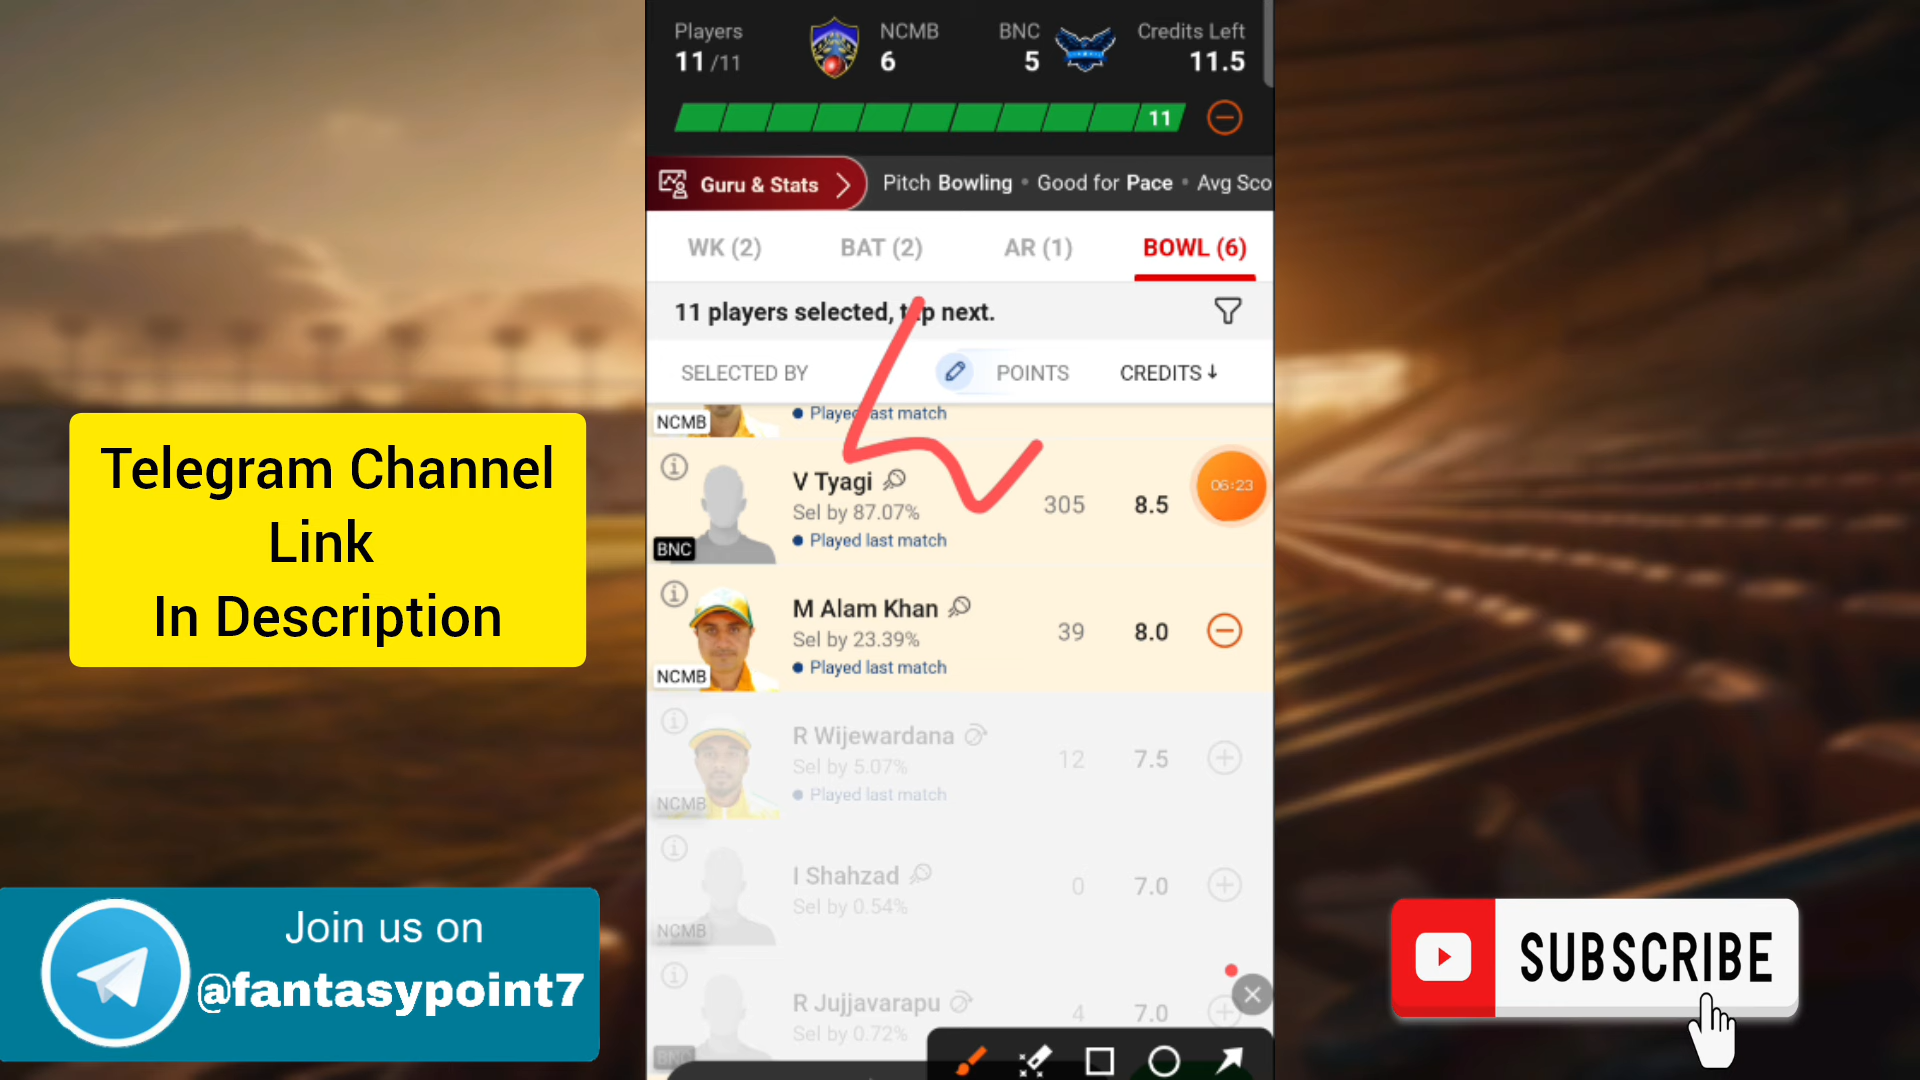 Players
11 /11
NCMB
6
BNC
5
Credits Left
11.5
11
Guru & Stats
Pitch Bowling • Good for Pace • Avg Sco
WK (2)
BAT (2)
AR (1)
BOWL (6)
11 players selected, tap next.
SELECTED BY
POINTS
CREDITS ↓
NCMB
Played last match
V Tyagi
Sel by 87.07%
305
8.5
06:23
Played last match
BNC
M Alam Khan
Sel by 23.39%
39
8.0
Played last match
NCMB
R Wijewardana
Sel by 5.07%
12
7.5
Played last match
NCMB
I Shahzad
Sel by 0.54%
0
7.0
NCMB
R Jujjavarapu
Sel by 0.72%
4
7.0
BNC
Telegram Channel
Link
In Description
Join us on
@fantasypoint7
SUBSCRIBE